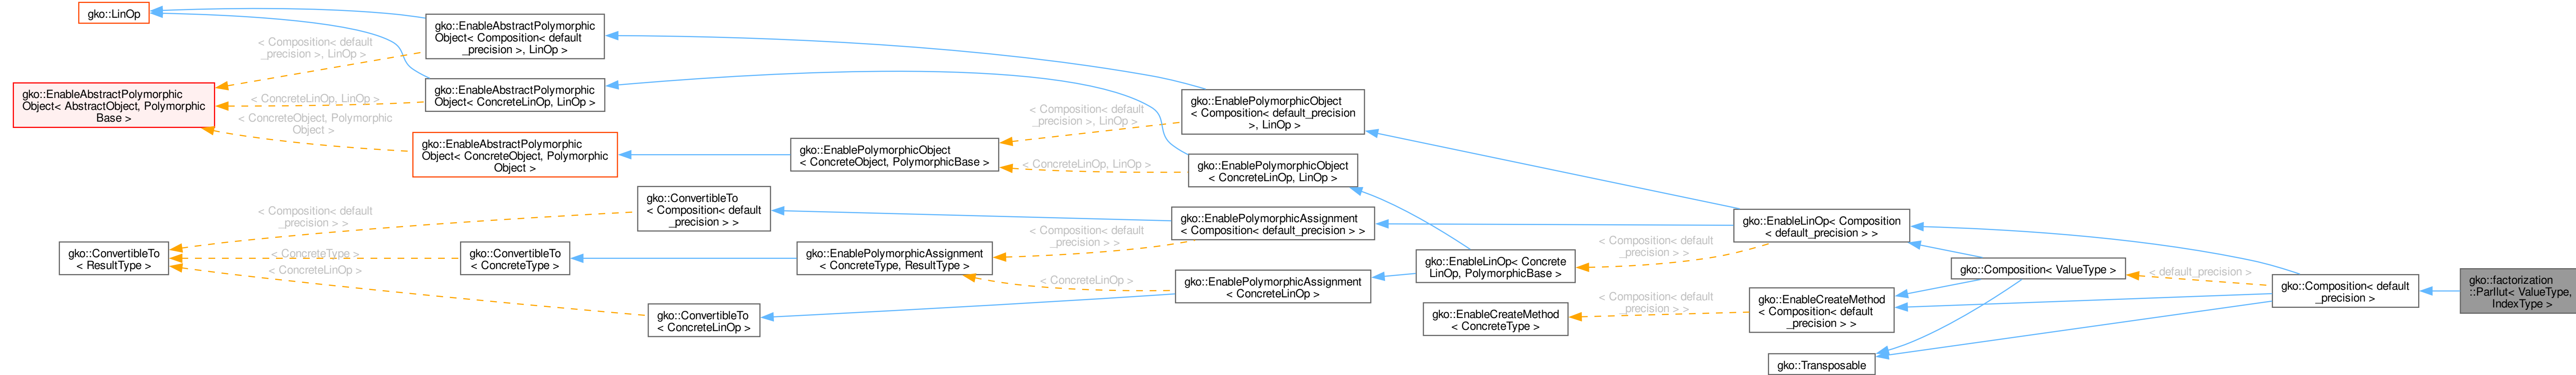 gko::LinOp
gko::EnableAbstractPolymorphic
Object< AbstractObject, Polymorphic
Base >
gko::ConvertibleTo
< ResultType >
< Composition< default
_precision >, LinOp >
< ConcreteLinOp, LinOp >
< ConcreteObject, Polymorphic
Object >
< Composition< default
_precision > >
< ConcreteType >
< ConcreteLinOp >
gko::EnableAbstractPolymorphic
Object< Composition< default
_precision >, LinOp >
gko::EnableAbstractPolymorphic
Object< ConcreteLinOp, LinOp >
gko::EnableAbstractPolymorphic
Object< ConcreteObject, Polymorphic
Object >
gko::ConvertibleTo
< ConcreteType >
gko::ConvertibleTo
< Composition< default
_precision > >
gko::ConvertibleTo
< ConcreteLinOp >
gko::EnablePolymorphicObject
< ConcreteObject, PolymorphicBase >
gko::EnablePolymorphicAssignment
< ConcreteType, ResultType >
< Composition< default
_precision >, LinOp >
< ConcreteLinOp, LinOp >
< Composition< default
_precision > >
< ConcreteLinOp >
gko::EnablePolymorphicObject
< Composition< default_precision
>, LinOp >
gko::EnablePolymorphicObject
< ConcreteLinOp, LinOp >
gko::EnablePolymorphicAssignment
< Composition< default_precision > >
gko::EnablePolymorphicAssignment
< ConcreteLinOp >
gko::EnableLinOp< Concrete
LinOp, PolymorphicBase >
gko::EnableCreateMethod
< ConcreteType >
< Composition< default
_precision > >
< Composition< default
_precision > >
gko::EnableLinOp< Composition
< default_precision > >
gko::EnableCreateMethod
< Composition< default
_precision > >
gko::Transposable
gko::Composition< ValueType >
< default_precision >
gko::Composition< default
_precision >
gko::factorization
::ParIlut< ValueType,
IndexType >